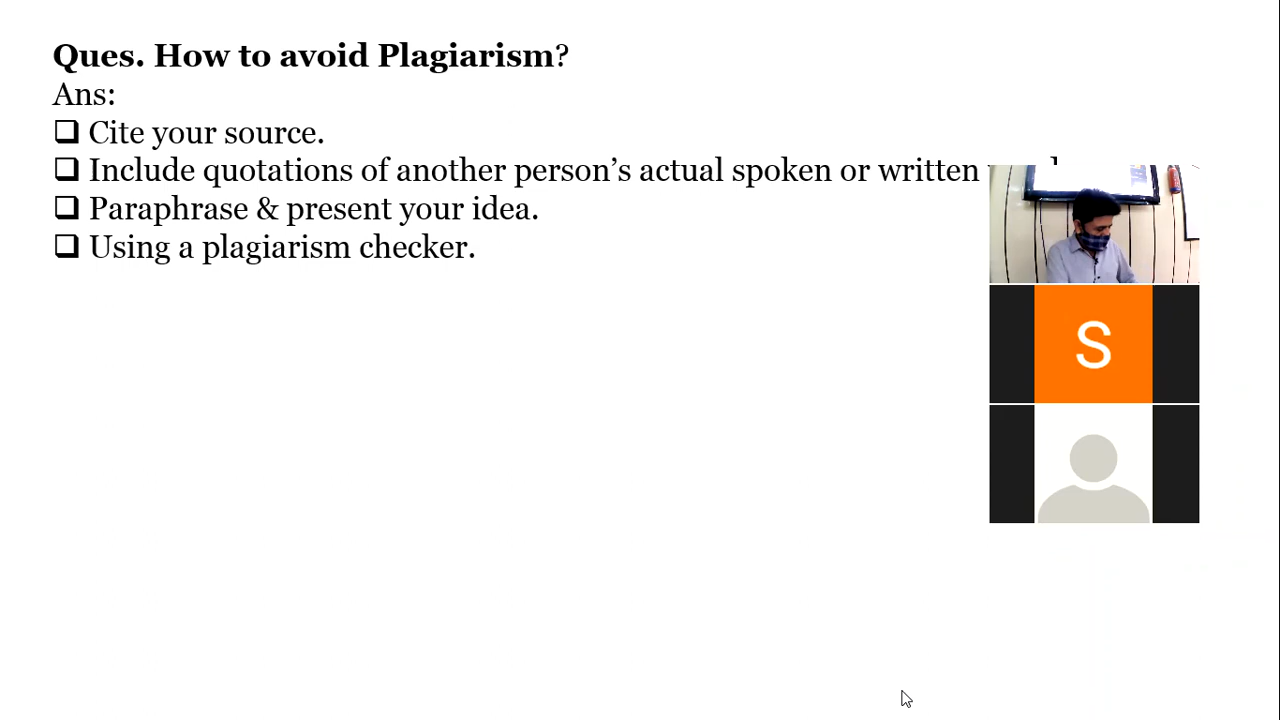 Ques. How to avoid Plagiarism?
Ans:
❑ Cite your source.
❑ Include quotations of another person’s actual spoken or written
❑ Paraphrase & present your idea.
❑ Using a plagiarism checker.
S